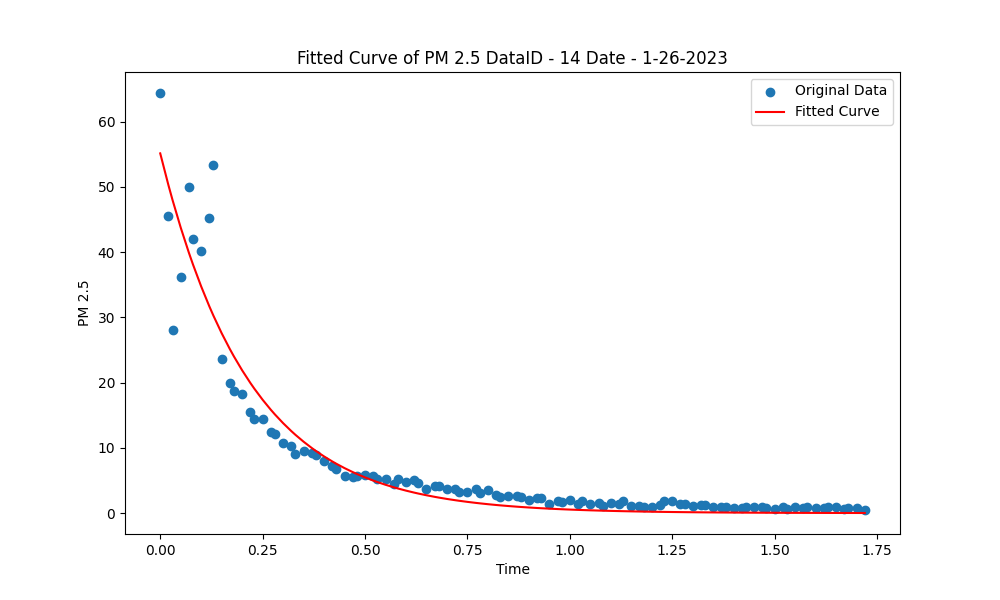 Fitted Curve of PM 2.5 DataID - 14 Date - 1-26-2023
Original Data
Fitted Curve
60
50
40
30
20
10
0
PM 2.5
0.00 0.25 0.50 0.75 1.00 1.25 1.50 1.75
Time